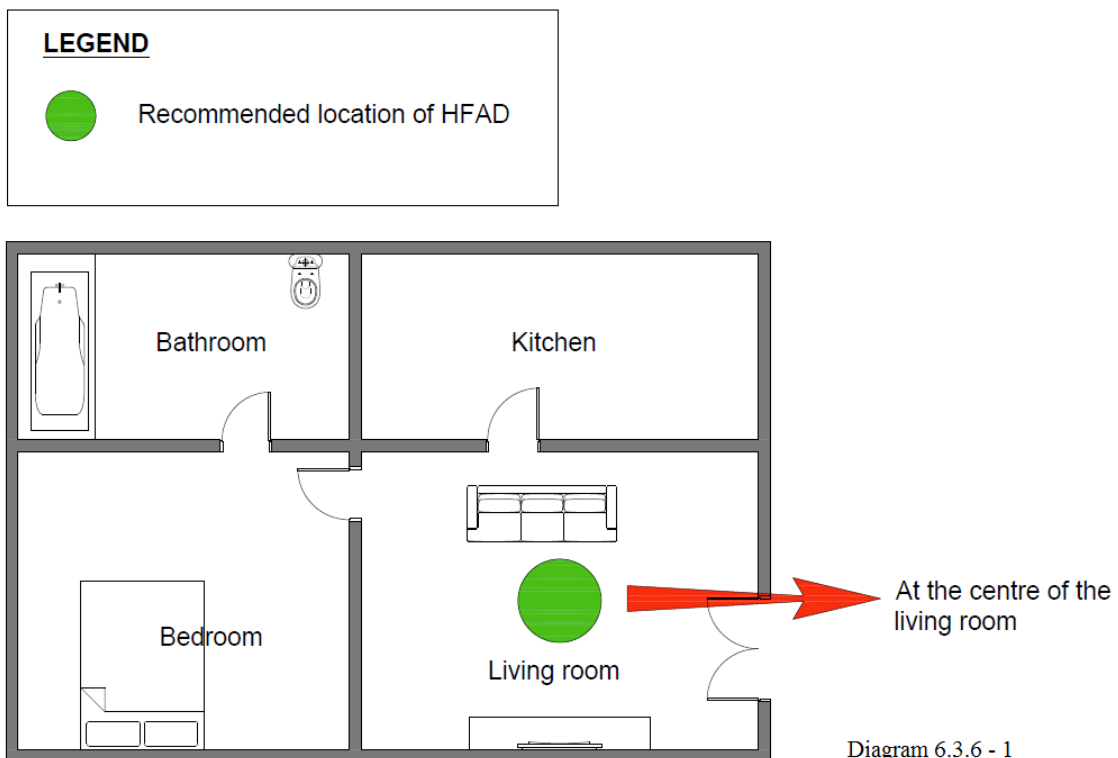 LEGEND
Recommended location of HFAD
Bathroom
Kitchen
Bedroom
Living room
At the centre of the
living room
Diagram 6.3.6 - 1